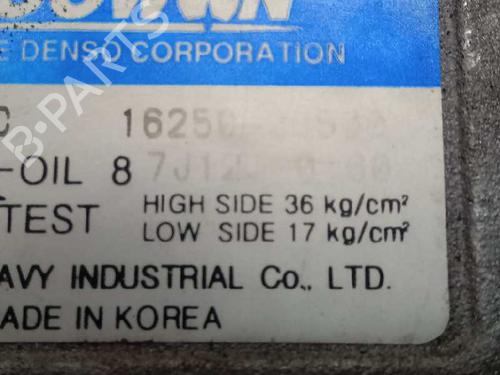 DENSO CORPORATION
-OIL 8
TEST HIGH SIDE 36 kg/cm²
LOW SIDE 17 kg/cm²
AVY INDUSTRIAL Co., LTD.
ADE IN KOREA
B-PARTS